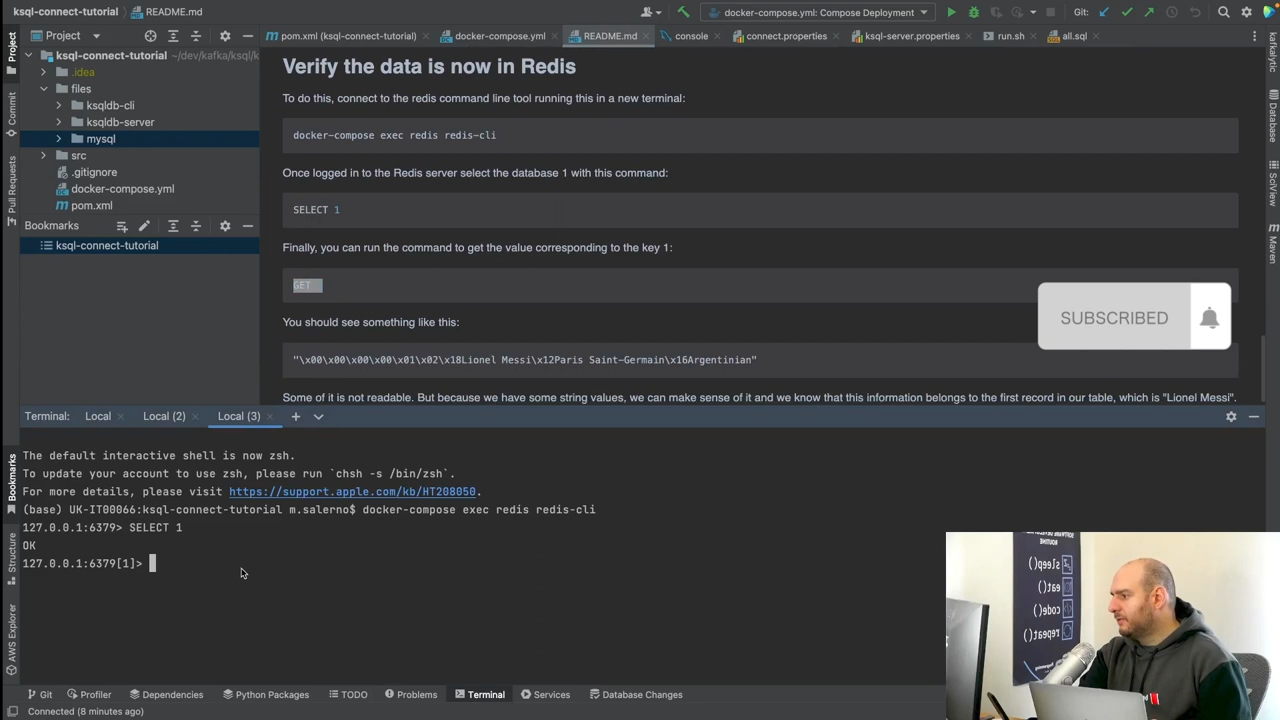 ksql-connect-tutorial README.md
docker-compose.yml: Compose Deployment
Git:
Project
ksql-connect-tutorial ~/dev/kafka/ksql/k
.idea
files
ksqldb-cli
ksqldb-server
mysql
src
.gitignore
docker-compose.yml
pom.xml
Bookmarks
ksql-connect-tutorial
pom.xml (ksql-connect-tutorial)
docker-compose.yml
README.md
console
connect.properties
ksql-server.properties
run.sh
all.sql
Verify the data is now in Redis
To do this, connect to the redis command line tool running this in a new terminal:
docker-compose exec redis redis-cli
Once logged in to the Redis server select the database 1 with this command:
SELECT 1
Finally, you can run the command to get the value corresponding to the key 1:
GET
You should see something like this:
"\x00\x00\x00\x00\x01\x02\x18Lionel Messi\x12Paris Saint-Germain\x16Argentinian"
Some of it is not readable. But because we have some string values, we can make sense of it and we know that this information belongs to the first record in our table, which is "Lionel Messi".
SUBSCRIBED
Terminal:
Local
Local (2)
Local (3)
The default interactive shell is now zsh.
To update your account to use zsh, please run `chsh -s /bin/zsh`.
For more details, please visit https://support.apple.com/kb/HT208050.
(base) UK-IT00066:ksql-connect-tutorial m.salerno$ docker-compose exec redis redis-cli
127.0.0.1:6379> SELECT 1
OK
127.0.0.1:6379[1]>
Git
Profiler
Dependencies
Python Packages
TODO
Problems
Terminal
Services
Database Changes
Connected (8 minutes ago)
Project
Commit
Pull Requests
Bookmarks
Structure
AWS Explorer
kafkalytic
Database
SciView
Maven
sleep()
eat()
code()
repeat()